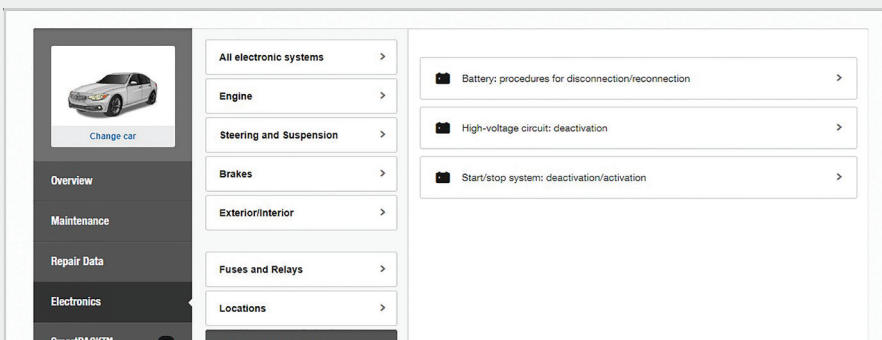 Change car
Overview
Maintenance
Repair Data
Electronics
All electronic systems
Engine
Steering and Suspension
Brakes
Exterior/Interior
Fuses and Relays
Locations
Battery: procedures for disconnection/reconnection
High-voltage circuit: deactivation
Start/stop system: deactivation/activation